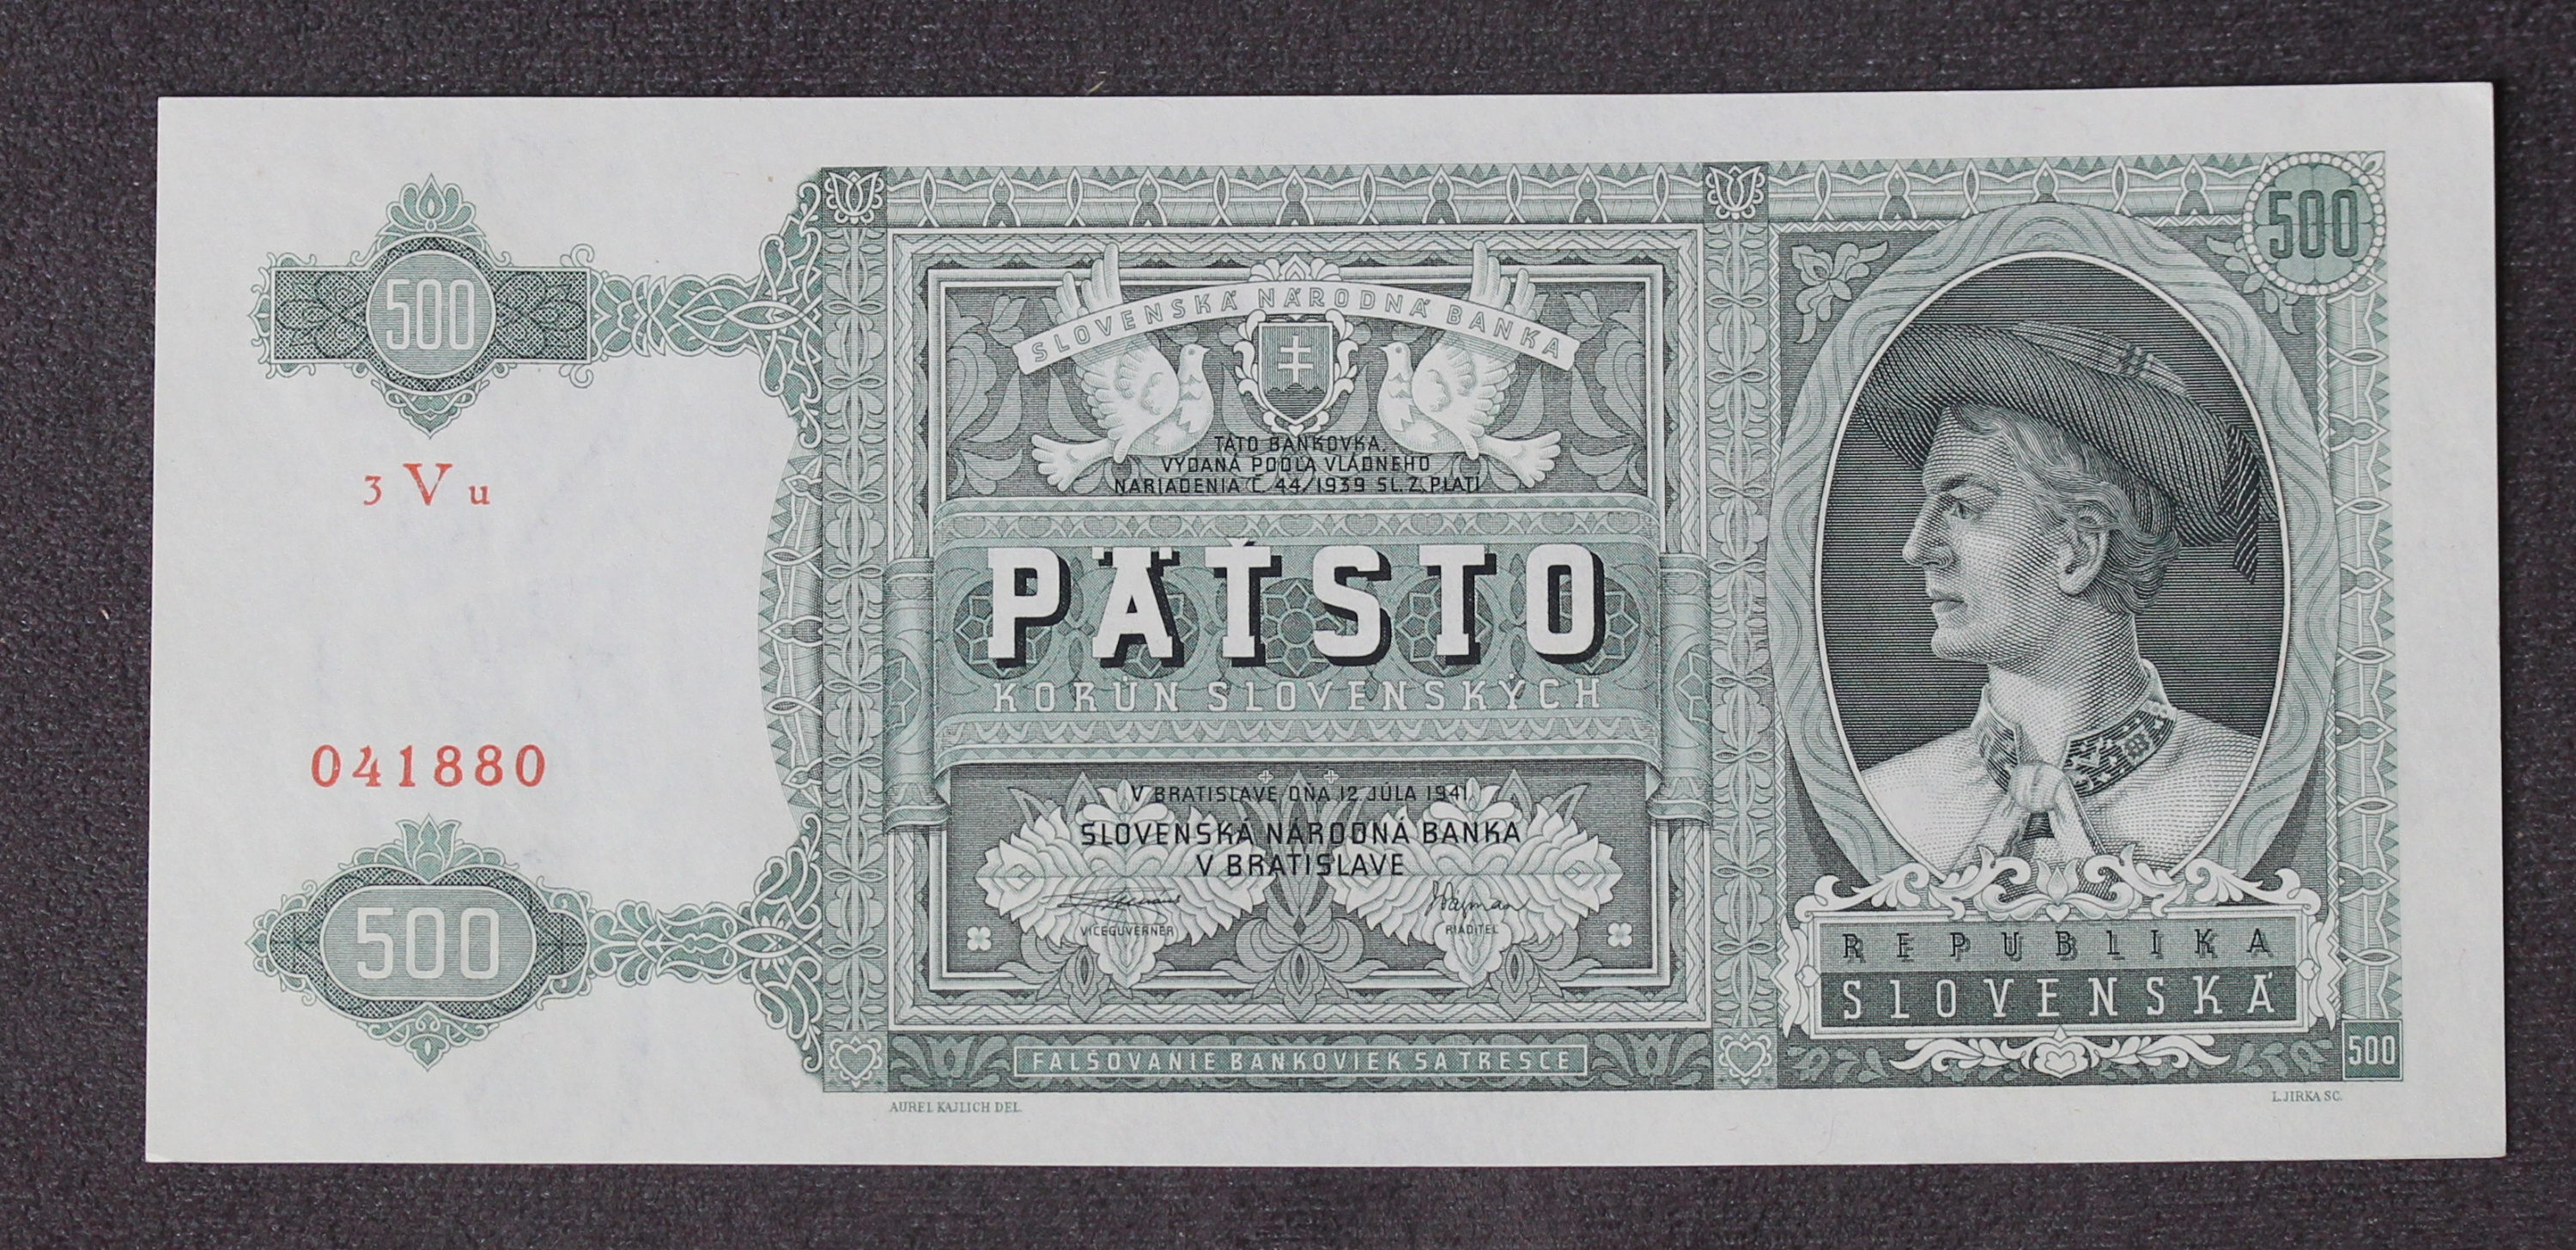 500
3 V u
041880
500
SLOVENSKÁ NÁRODNÁ BANKA
TÁTO BANKOVKA,
VYDANÁ PODĽA VLÁDNEHO
NARIADENIA Č. 44/1939 SL. Z. PLATÍ
PÄŤSTO
KORÚN SLOVENSKÝCH
V BRATISLAVE DŇA 12 JÚLA 1941
SLOVENSKÁ NÁRODNÁ BANKA
V BRATISLAVE
VICEGUVERNÉR
RIADITEĽ
FALŠOVANIE BANKOVIEK SA TRESCE
AUREL KAJLICH DEL.
500
REPUBLIKA
SLOVENSKÁ
500
L. JIRKA SC.